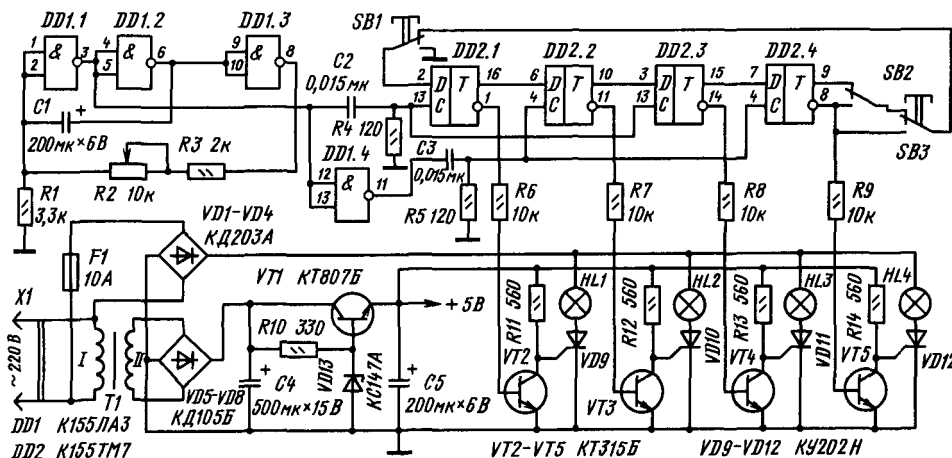 DD1.1 DD1.2 DD1.3 SB1
1 & 3 4 & 6 9 & 8
2 5 10
DD2.1 DD2.2 DD2.3 DD2.4
C2
0,015мк
2 D T 16 6 D T 10 3 D T 15 7 D T 9
13 C 1 4 C 11 13 C 14 4 C 8
SB2
SB3
C1 +
200мк×6В
R4 120
C3
0,015мк
R3 2к
R2 10к
DD1.4
12 & 11
13
R1
3,3к
R5 120
R6
10к
R7
10к
R8
10к
R9
10к
VD1-VD4
КД203А
F1
10А
VT1 КТ807Б
+5В
HL1 HL2 HL3 HL4
R11 560 R12 560 R13 560 R14 560
X1
~220В
I II
T1
R10 330
VD13
КС147А
VT2 VD9 VT3 VD10 VT4 VD11 VT5 VD12
VD5-VD8
КД105Б
+ C4
500мк×15В
+ C5
200мк×6В
DD1 К155ЛА3
DD2 К155ТМ7
VT2-VT5 КТ315Б VD9-VD12 КУ202Н